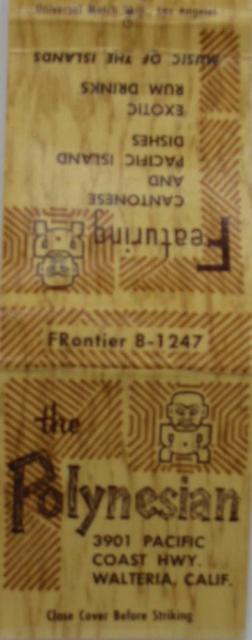 Universal Match Corp., Los Angeles
Featuring
CANTONESE
AND
PACIFIC ISLAND
DISHES
EXOTIC
RUM DRINKS
MUSIC OF THE ISLANDS
FRontier 8-1247
the
Polynesian
3901 PACIFIC
COAST HWY.
WALTERIA, CALIF.
Close Cover Before Striking